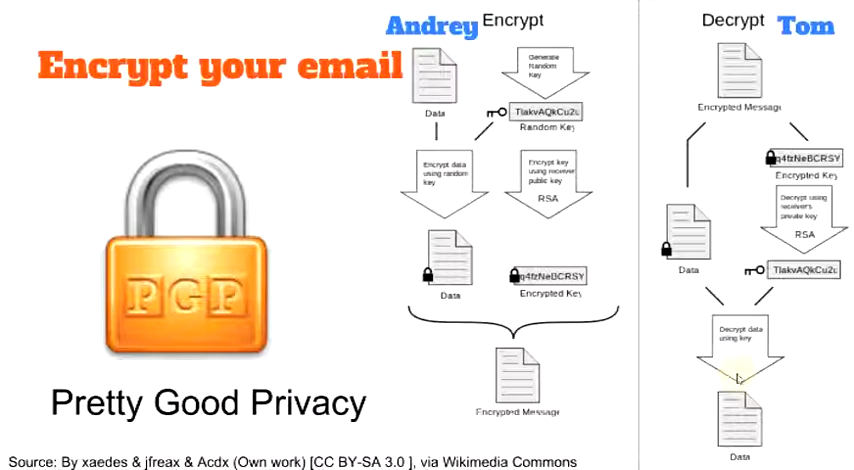 Encrypt your email
PGP
Pretty Good Privacy
Source: By xaedes & jfreax & Acdx (Own work) [CC BY-SA 3.0 ], via Wikimedia Commons
Andrey
Encrypt
Data
Generate
Random
Key
TlakvAQkCu2u
Random Key
Encrypt data
using random
key
Encrypt key
using receiver
public key
RSA
Data
q4fzNeBCRSY
Encrypted Key
Encrypted Message
Decrypt
Tom
Encrypted Message
q4fzNeBCRSY
Encrypted Key
Decrypt using
receiver's
private key
RSA
Data
TlakvAQkCu2u
Decrypt data
using key
Data